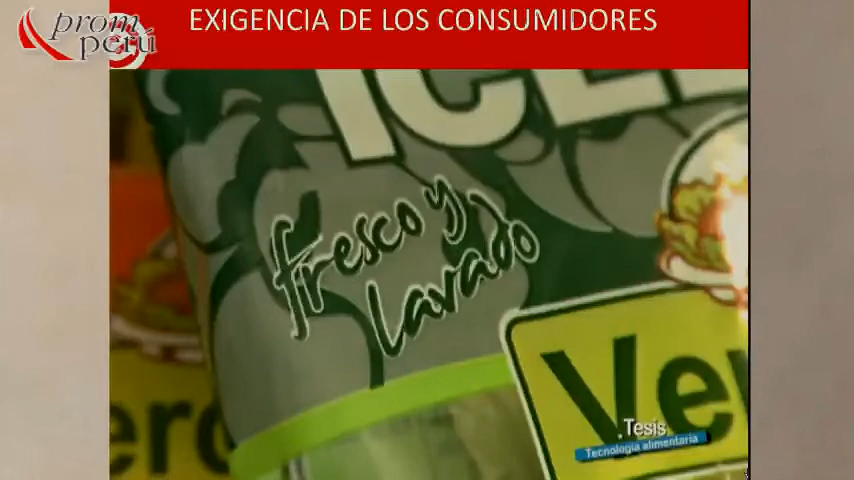 prom
perú
EXIGENCIA DE LOS CONSUMIDORES
fresco y
lavado
Tesis
Tecnología alimentaria